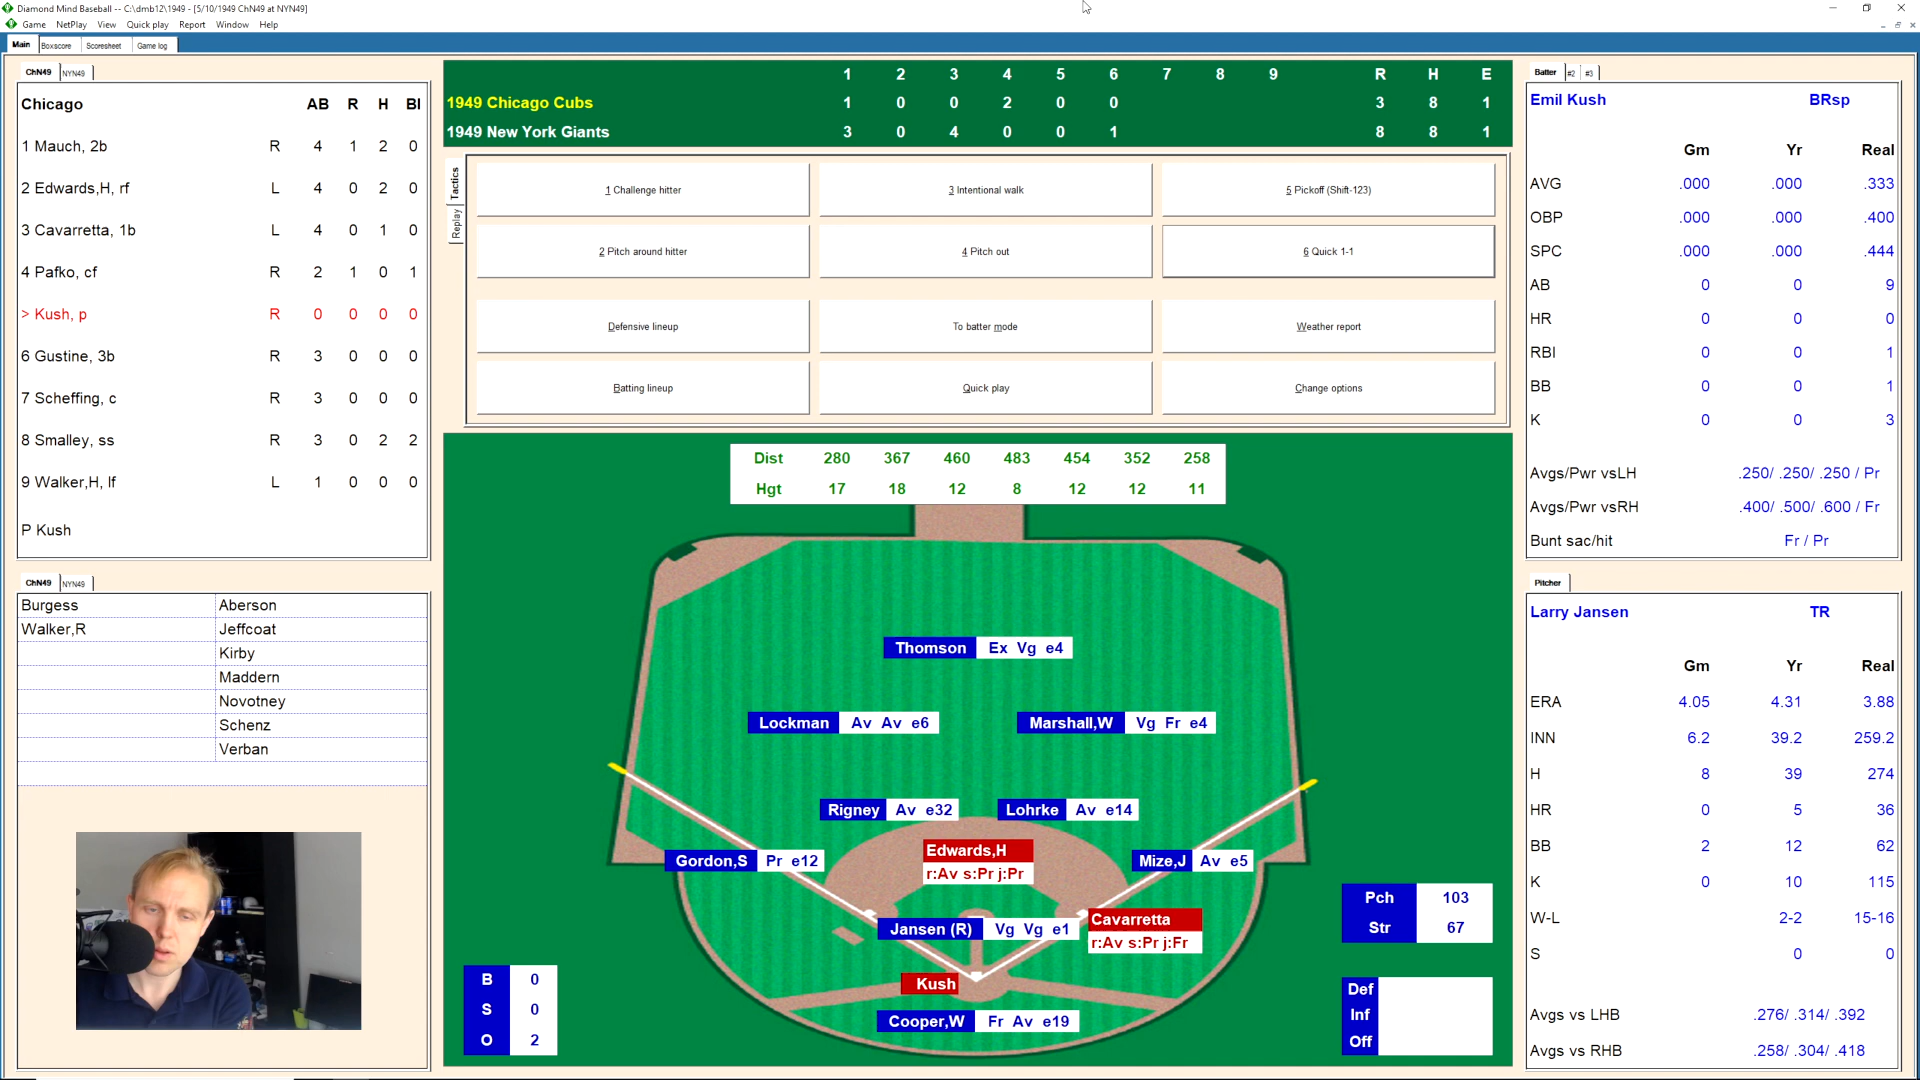 Diamond Mind Baseball -- C:\dmb12\1949 - [5/10/1949 ChN49 at NYN49]
Game NetPlay View Quick play Report Window Help
Main Boxscore Scoresheet Game log
ChN49 NYN49
Chicago AB R H BI
1 Mauch, 2b R 4 1 2 0
2 Edwards,H, rf L 4 0 2 0
3 Cavarretta, 1b L 4 0 1 0
4 Pafko, cf R 2 1 0 1
> Kush, p R 0 0 0 0
6 Gustine, 3b R 3 0 0 0
7 Scheffing, c R 3 0 0 0
8 Smalley, ss R 3 0 2 2
9 Walker,H, lf L 1 0 0 0
P Kush
ChN49 NYN49
Burgess Aberson
Walker,R Jeffcoat
Kirby
Maddern
Novotney
Schenz
Verban
1 2 3 4 5 6 7 8 9 R H E
1949 Chicago Cubs 1 0 0 2 0 0 3 8 1
1949 New York Giants 3 0 4 0 0 1 8 8 1
Tactics
Replay
1 Challenge hitter 3 Intentional walk 5 Pickoff (Shift-123)
2 Pitch around hitter 4 Pitch out 6 Quick 1-1
Defensive lineup To batter mode Weather report
Batting lineup Quick play Change options
Dist 280 367 460 483 454 352 258
Hgt 17 18 12 8 12 12 11
Thomson Ex Vg e4
Lockman Av Av e6
Marshall,W Vg Fr e4
Rigney Av e32
Lohrke Av e14
Gordon,S Pr e12
Edwards,H
r:Av s:Pr j:Pr
Mize,J Av e5
Jansen (R) Vg Vg e1
Cavarretta
r:Av s:Pr j:Fr
Kush
Cooper,W Fr Av e19
B 0
S 0
O 2
Pch 103
Str 67
Def
Inf
Off
Batter #2 #3
Emil Kush BRsp
Gm Yr Real
AVG .000 .000 .333
OBP .000 .000 .400
SPC .000 .000 .444
AB 0 0 9
HR 0 0 0
RBI 0 0 1
BB 0 0 1
K 0 0 3
Avgs/Pwr vsLH .250/ .250/ .250 / Pr
Avgs/Pwr vsRH .400/ .500/ .600 / Fr
Bunt sac/hit Fr / Pr
Pitcher
Larry Jansen TR
Gm Yr Real
ERA 4.05 4.31 3.88
INN 6.2 39.2 259.2
H 8 39 274
HR 0 5 36
BB 2 12 62
K 0 10 115
W-L 2-2 15-16
S 0 0
Avgs vs LHB .276/ .314/ .392
Avgs vs RHB .258/ .304/ .418